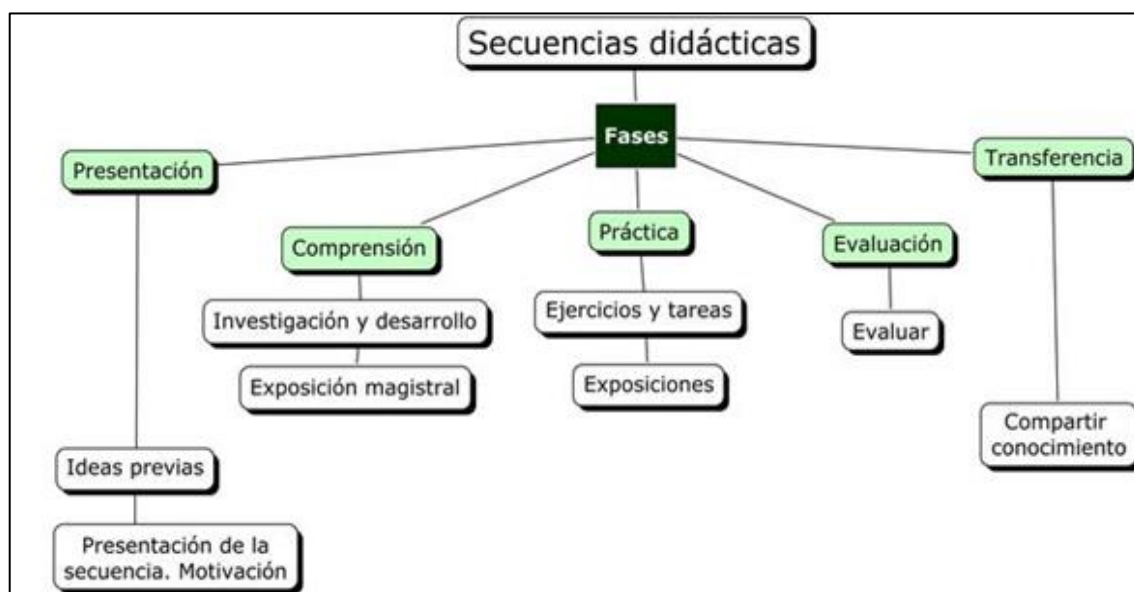 Secuencias didácticas
Fases
Presentación
Transferencia
Comprensión
Práctica
Evaluación
Investigación y desarrollo
Ejercicios y tareas
Evaluar
Exposición magistral
Exposiciones
Compartir
conocimiento
Ideas previas
Presentación de la
secuencia. Motivación